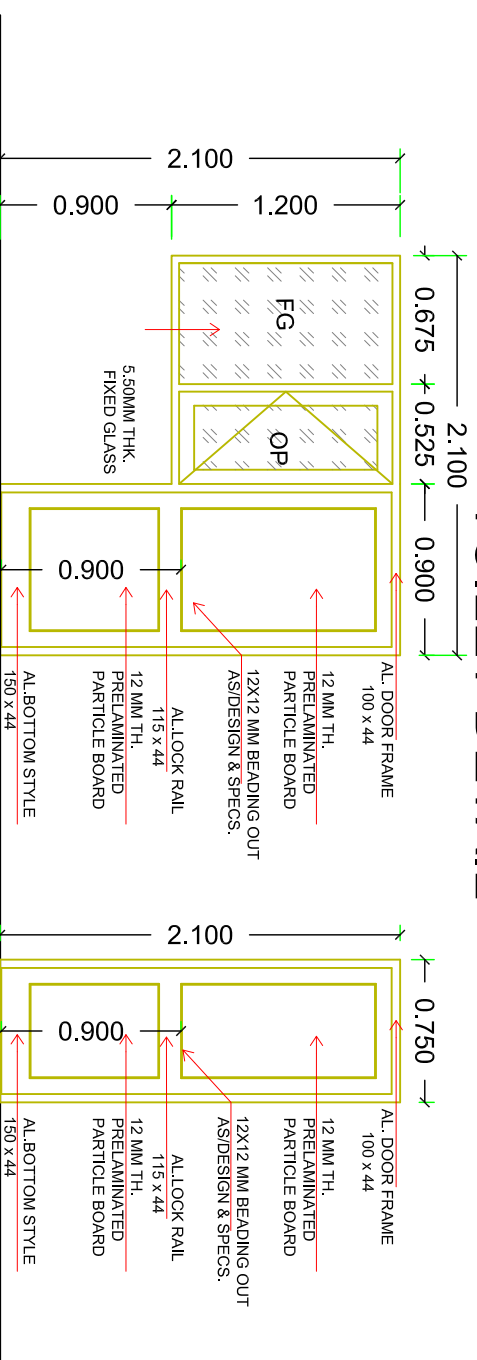 2.100
0.675
0.525
0.900
2.100
1.200
0.900
FG
OP
5.50MM THK.
FIXED GLASS
0.900
AL. DOOR FRAME
100 x 44
12 MM TH.
PRELAMINATED
PARTICLE BOARD
12X12 MM BEADING OUT
AS/DESIGN & SPECS.
AL.LOCK RAIL
115 x 44
12 MM TH.
PRELAMINATED
PARTICLE BOARD
AL.BOTTOM STYLE
150 x 44
0.750
2.100
0.900
AL. DOOR FRAME
100 x 44
12 MM TH.
PRELAMINATED
PARTICLE BOARD
12X12 MM BEADING OUT
AS/DESIGN & SPECS.
AL.LOCK RAIL
115 x 44
12 MM TH.
PRELAMINATED
PARTICLE BOARD
AL.BOTTOM STYLE
150 x 44